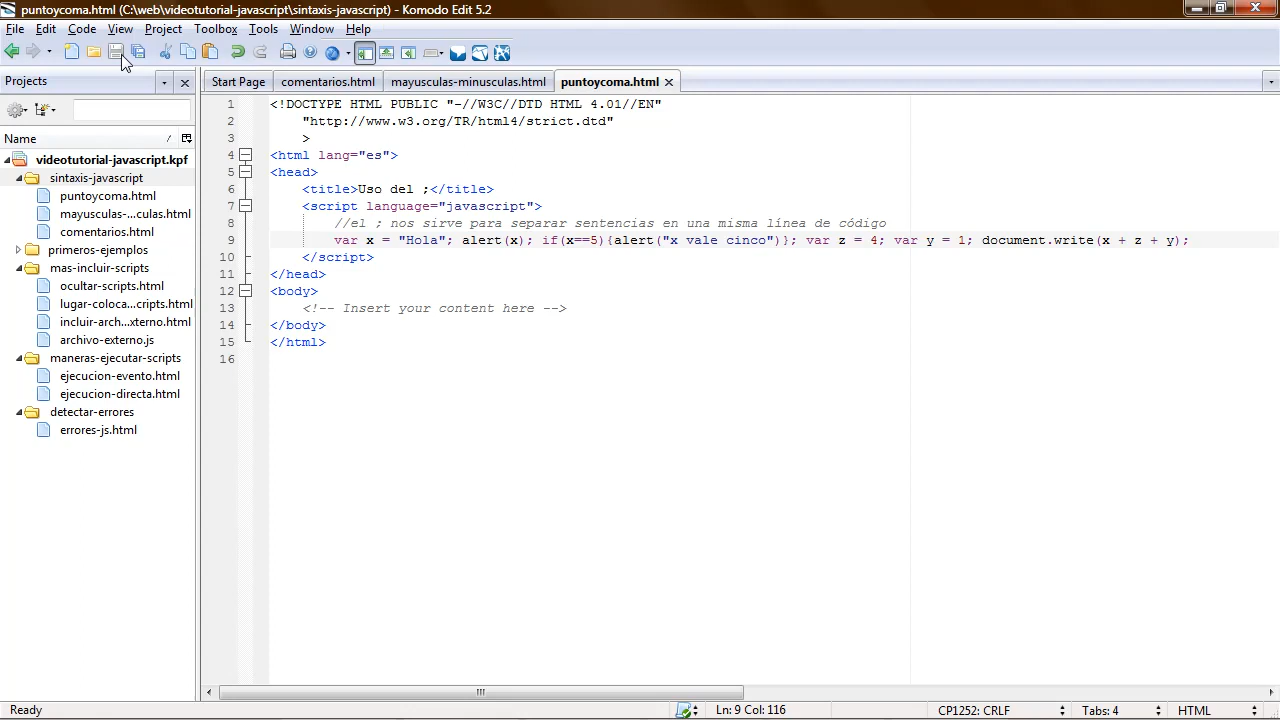 puntoycoma.html (C:\web\videotutorial-javascript\sintaxis-javascript) - Komodo Edit 5.2
File Edit Code View Project Toolbox Tools Window Help
Projects
Start Page comentarios.html mayusculas-minusculas.html puntoycoma.html
Name
videotutorial-javascript.kpf
sintaxis-javascript
puntoycoma.html
mayusculas-...culas.html
comentarios.html
primeros-ejemplos
mas-incluir-scripts
ocultar-scripts.html
lugar-coloca...cripts.html
incluir-arch...xterno.html
archivo-externo.js
maneras-ejecutar-scripts
ejecucion-evento.html
ejecucion-directa.html
detectar-errores
errores-js.html
1 <!DOCTYPE HTML PUBLIC "-//W3C//DTD HTML 4.01//EN"
2 "http://www.w3.org/TR/html4/strict.dtd"
3 >
4 <html lang="es">
5 <head>
6 <title>Uso del ;</title>
7 <script language="javascript">
8 //el ; nos sirve para separar sentencias en una misma línea de código
9 var x = "Hola"; alert(x); if(x==5){alert("x vale cinco")}; var z = 4; var y = 1; document.write(x + z + y);
10 </script>
11 </head>
12 <body>
13 <!-- Insert your content here -->
14 </body>
15 </html>
16
Ready
Ln: 9 Col: 116
CP1252: CRLF
Tabs: 4
HTML